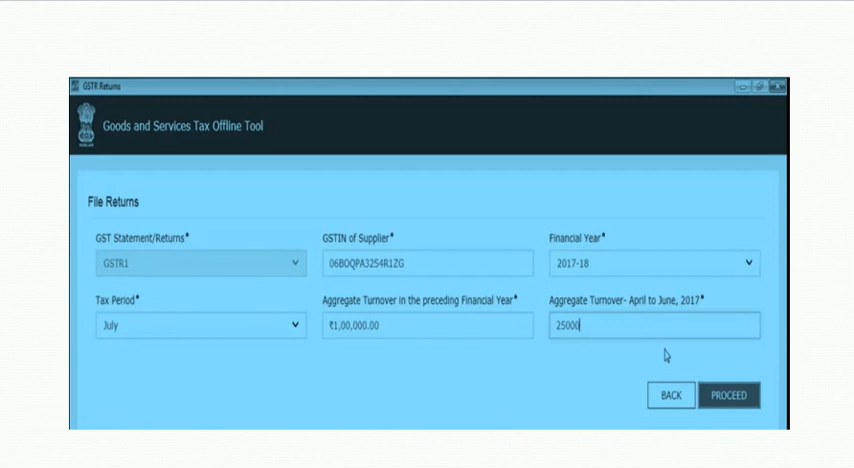 GSTR Returns
Goods and Services Tax Offline Tool
File Returns
GST Statement/Returns* GSTIN of Supplier* Financial Year*
GSTR1 06BOQPA3254R1ZG 2017-18
Tax Period* Aggregate Turnover in the preceding Financial Year* Aggregate Turnover- April to June, 2017*
July ₹1,00,000.00 25000
BACK PROCEED